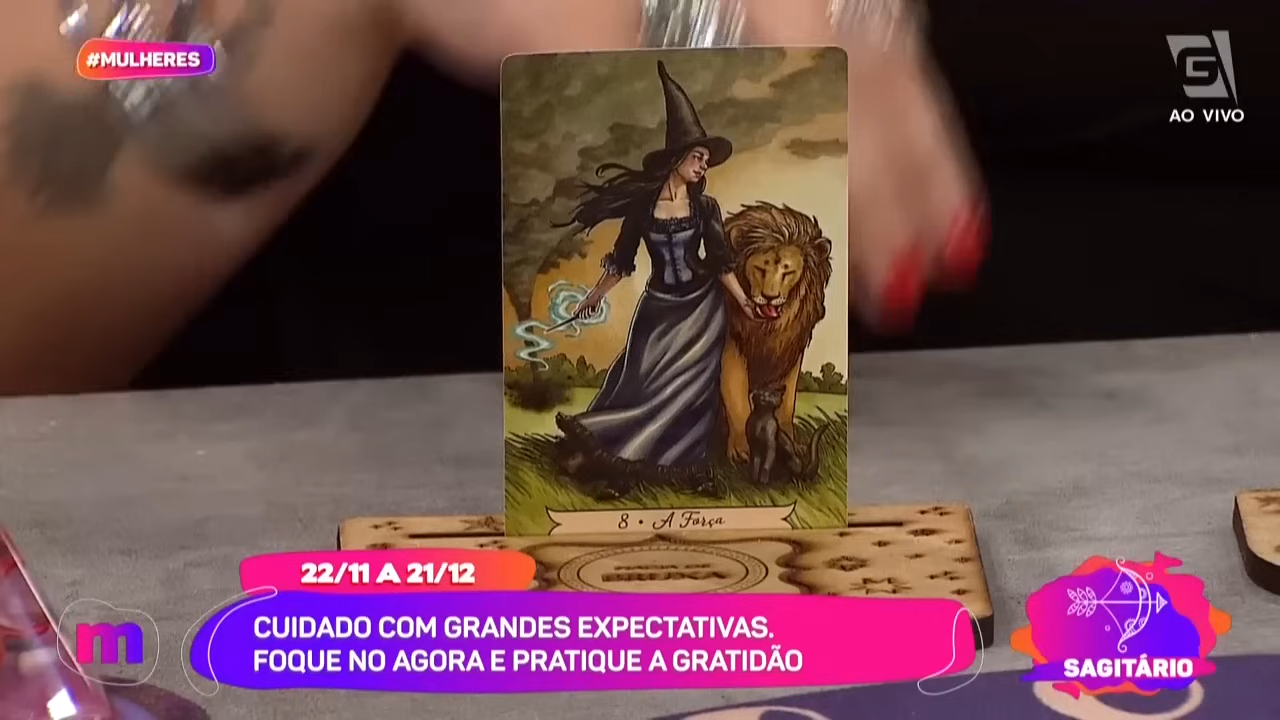 #MULHERES
G
AO VIVO
8 • A Força
22/11 A 21/12
CUIDADO COM GRANDES EXPECTATIVAS.
FOQUE NO AGORA E PRATIQUE A GRATIDÃO
m
SAGITÁRIO